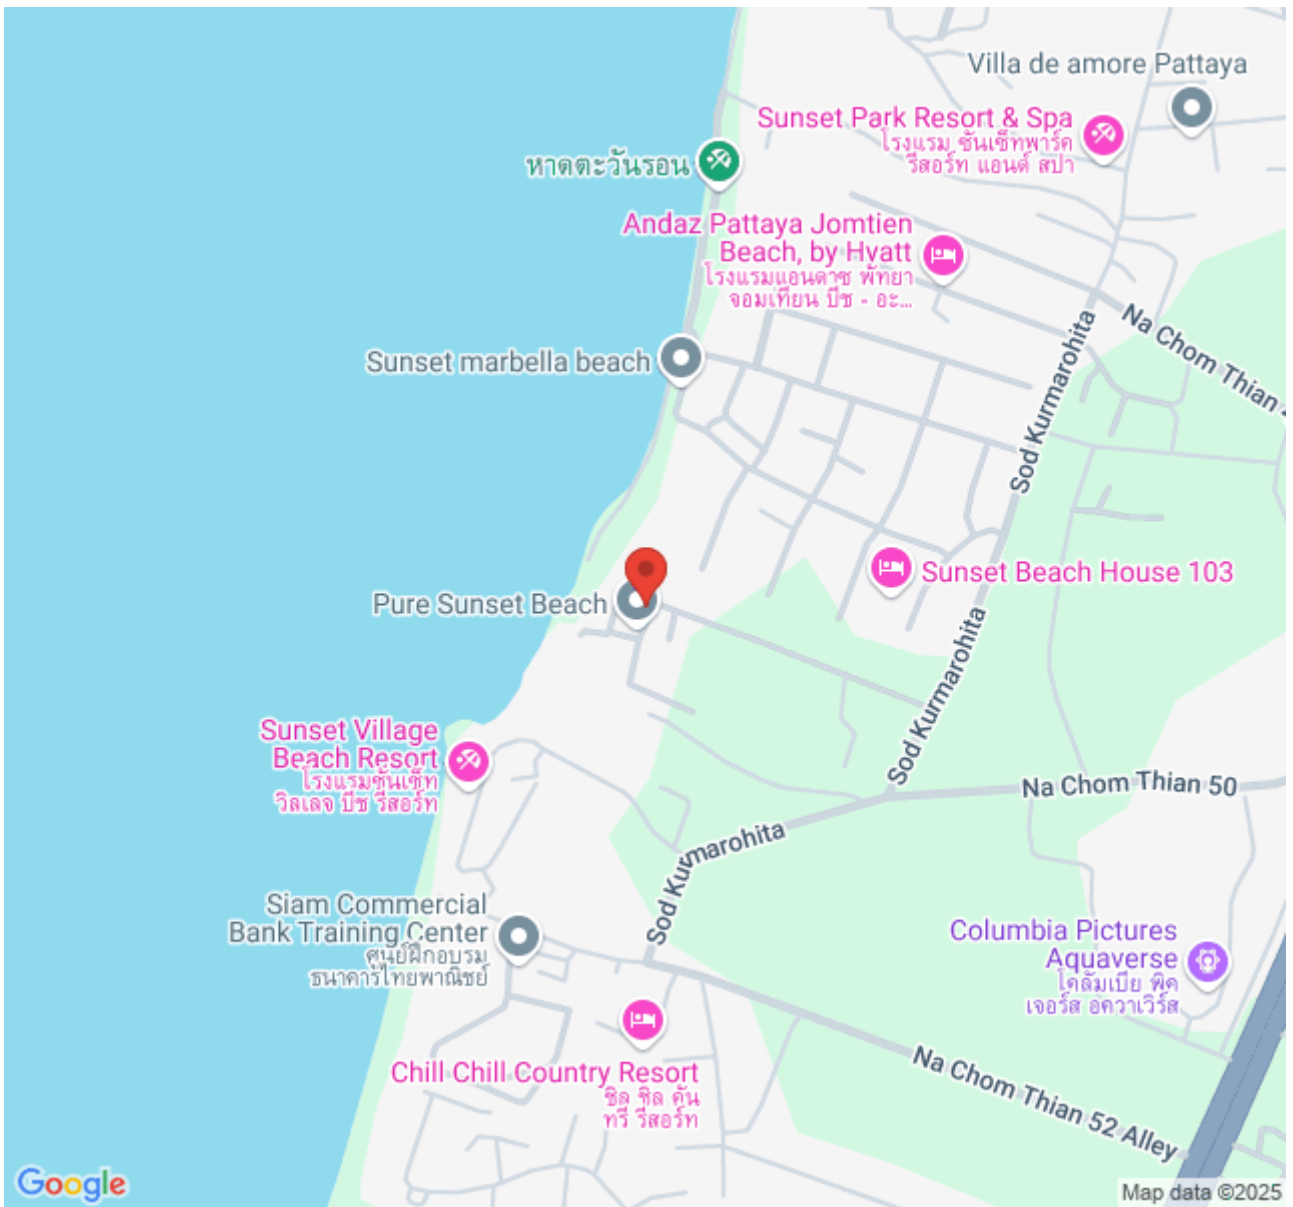 Villa de amore Pattaya
Sunset Park Resort & Spa
โรงแรม ซันเซ็ทพาร์ค
รีสอร์ท แอนด์ สปา
หาดตะวันรอน
Andaz Pattaya Jomtien
Beach, by Hyatt
โรงแรมแอนดาซ พัทยา
จอมเทียน บีช - อะ...
Na Chom Thian 4
Sod Kurmarohita
Sunset marbella beach
Sunset Beach House 103
Pure Sunset Beach
Sod Kurmarohita
Sunset Village
Beach Resort
โรงแรมซันเซ็ท
วิลเลจ บีช รีสอร์ท
Na Chom Thian 50
Sod Kurmarohita
Siam Commercial
Bank Training Center
ศูนย์ฝึกอบรม
ธนาคารไทยพาณิชย์
Columbia Pictures
Aquaverse
โคลัมเบีย พิค
เจอร์ส อควาเวิร์ส
Chill Chill Country Resort
ชิล ชิล คัน
ทรี รีสอร์ท
Na Chom Thian 52 Alley
Google
Map data ©2025